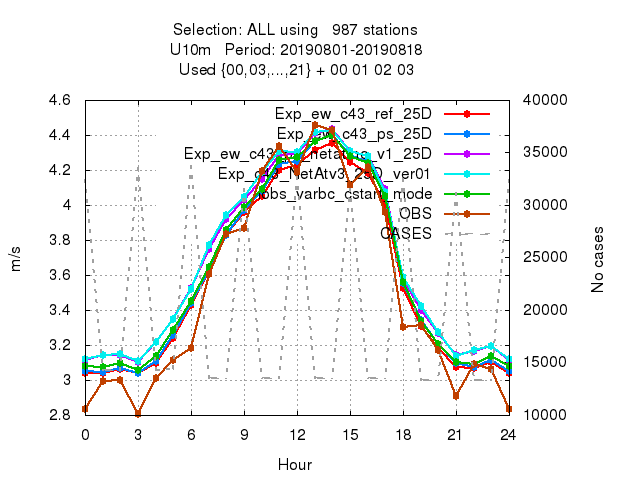 Selection: ALL using 987 stations
U10m Period: 20190801-20190818
Used {00,03,...,21} + 00 01 02 03
4.6
4.4
4.2
4
3.8
3.6
3.4
3.2
3
2.8
m/s
40000
35000
30000
25000
20000
15000
10000
No cases
Exp_ew_c43_ref_25D
Exp_ew_c43_ps_25D
OBS
CASES
0 3 6 9 12 15 18 21 24
Hour